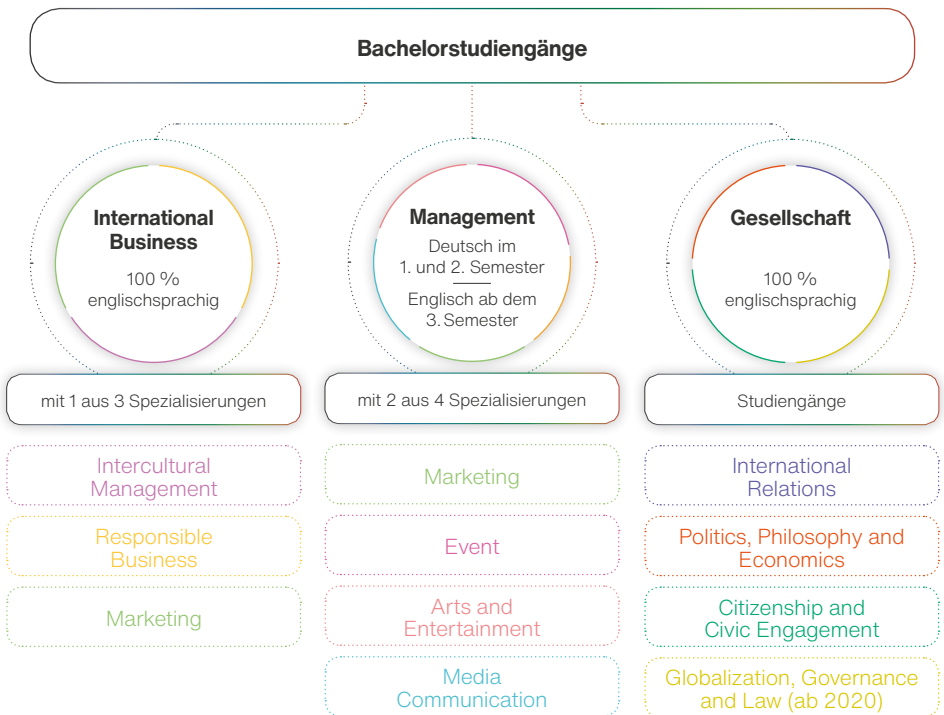 Bachelorstudiengänge
International
Business
100 %
englischsprachig
mit 1 aus 3 Spezialisierungen
Intercultural
Management
Responsible
Business
Marketing
Management
Deutsch im
1. und 2. Semester
Englisch ab dem
3. Semester
mit 2 aus 4 Spezialisierungen
Marketing
Event
Arts and
Entertainment
Media
Communication
Gesellschaft
100 %
englischsprachig
Studiengänge
International
Relations
Politics, Philosophy and
Economics
Citizenship and
Civic Engagement
Globalization, Governance
and Law (ab 2020)